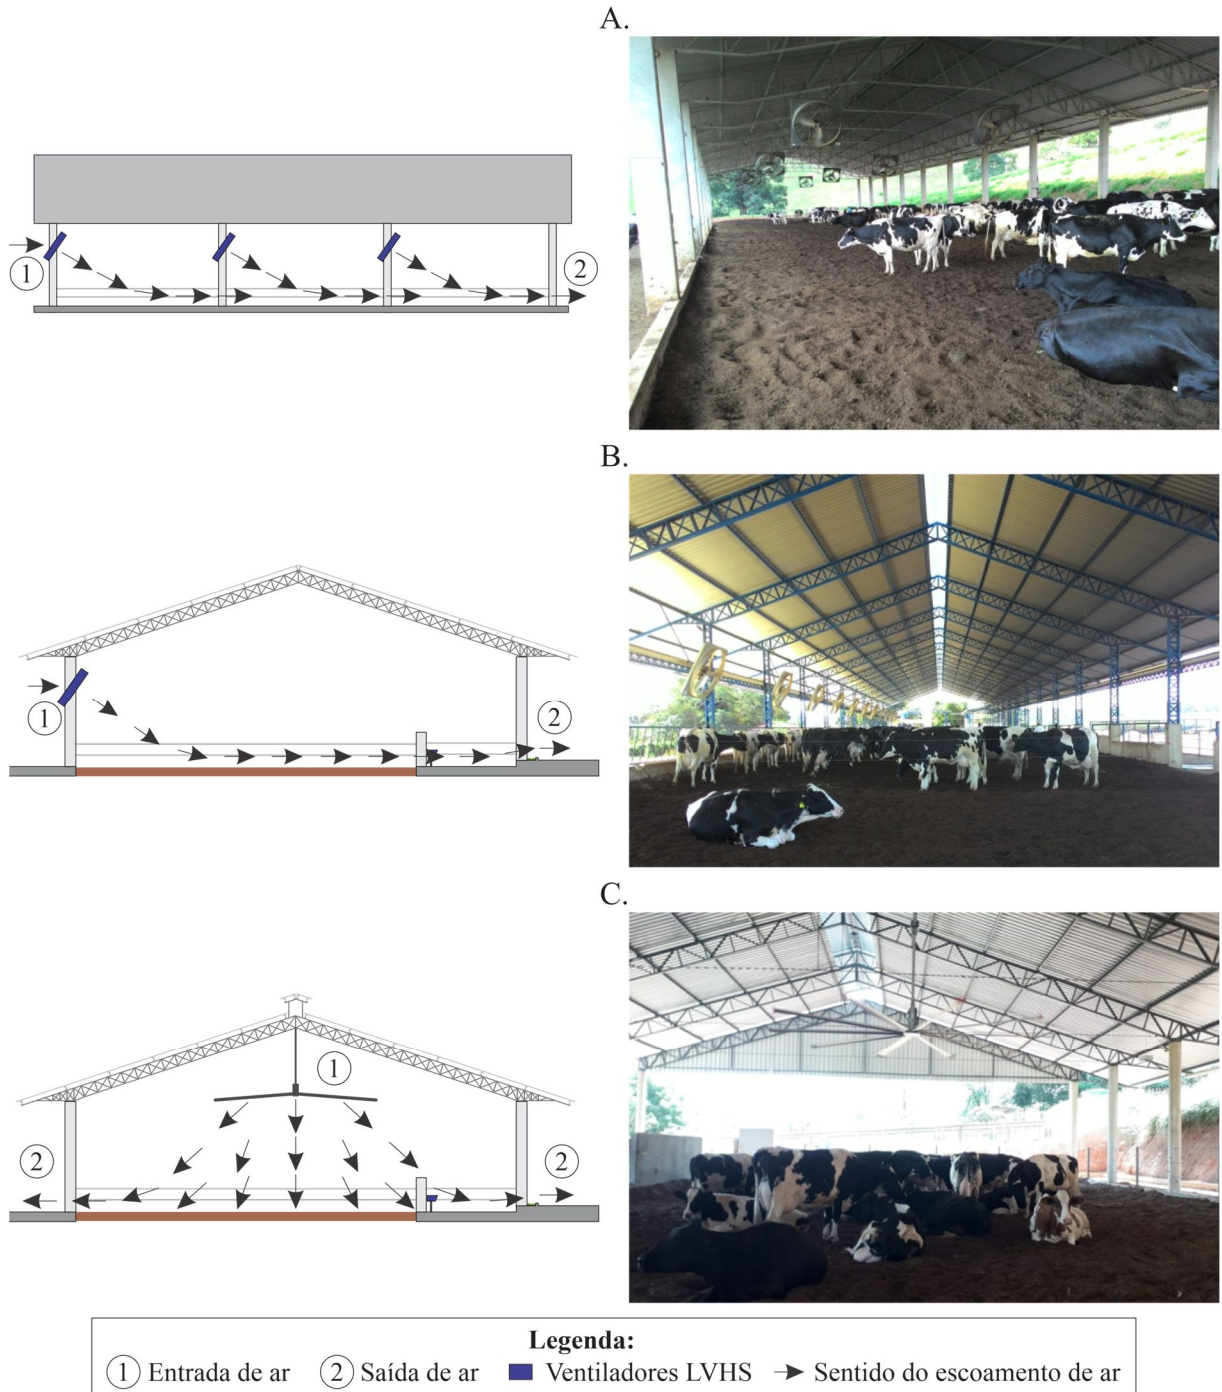 A.
1
2
B.
1
2
C.
1
2
2
Legenda:
1 Entrada de ar 2 Saída de ar Ventiladores LVHS Sentido do escoamento de ar